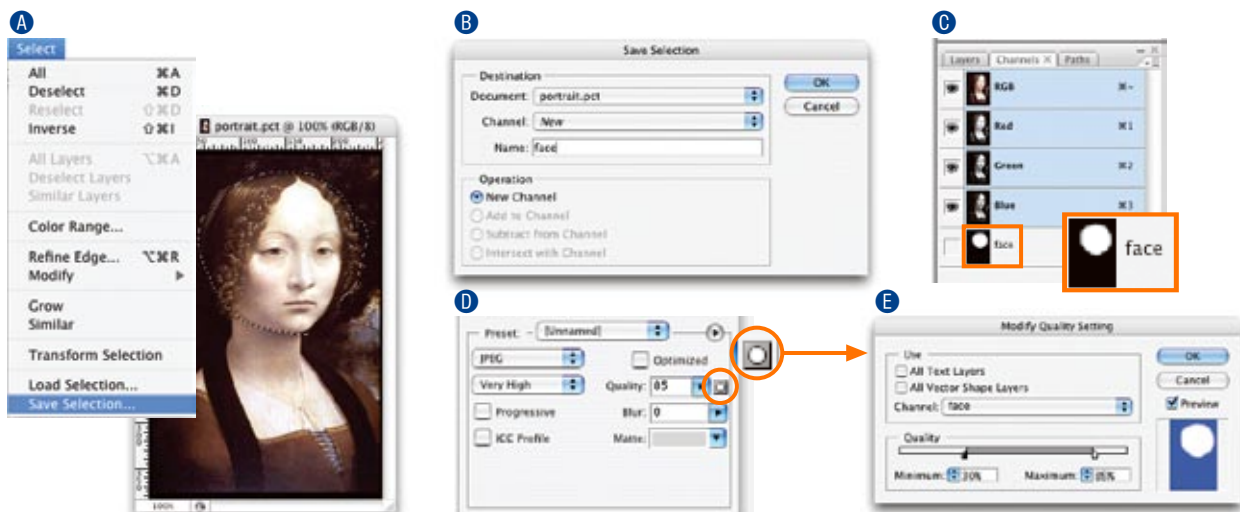 A
Select
All ⌘A
Deselect ⌘D
Reselect ⇧⌘D
Inverse ⇧⌘I
All Layers ⌥⌘A
Deselect Layers
Similar Layers
Color Range...
Refine Edge... ⌥⌘R
Modify
Grow
Similar
Transform Selection
Load Selection...
Save Selection...
portrait.pct @ 100% (RGB/8)
100%
B
Save Selection
Destination
Document: portrait.pct
Channel: New
Name: face
Operation
New Channel
Add to Channel
Subtract from Channel
Intersect with Channel
OK
Cancel
C
Layers Channels × Paths
RGB ⌘~
Red ⌘1
Green ⌘2
Blue ⌘3
face
face
D
Preset: [Unnamed]
JPEG Optimized
Very High Quality: 85
Progressive Blur: 0
ICC Profile Matte:
E
Modify Quality Setting
Use
All Text Layers
All Vector Shape Layers
Channel: face
Quality
Minimum: 30% Maximum: 85%
OK
Cancel
Preview